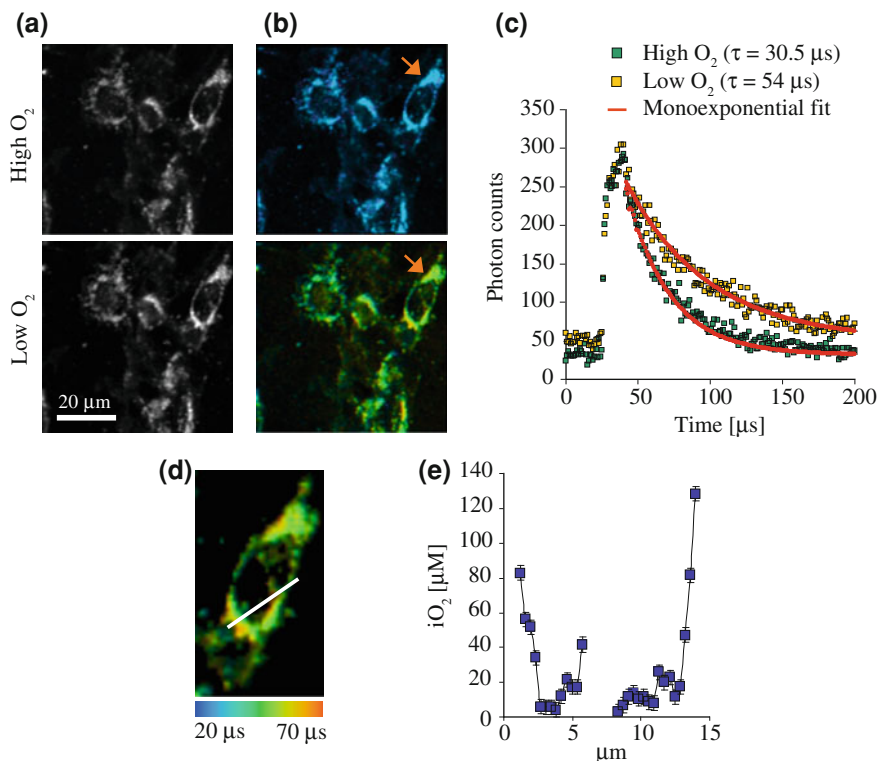 (a)
(b)
(c)
High O₂
Low O₂
20 μm
High O₂ (τ = 30.5 μs)
Low O₂ (τ = 54 μs)
Monoexponential fit
Photon counts
350
300
250
200
150
100
50
0
0 50 100 150 200
Time [μs]
(d)
20 μs 70 μs
(e)
iO₂ [μM]
140
120
100
80
60
40
20
0
0 5 10 15
μm